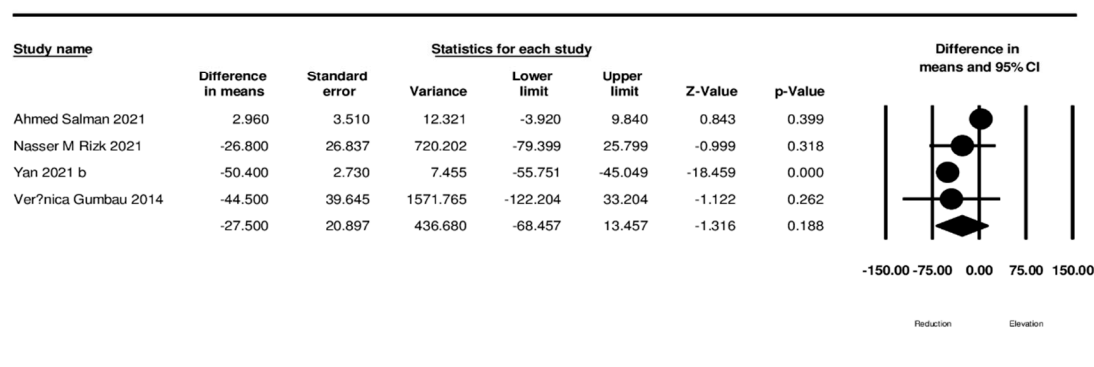 Study name Statistics for each study Difference in means and 95% CI
Difference in means Standard error Variance Lower limit Upper limit Z-Value p-Value
Ahmed Salman 2021 2.960 3.510 12.321 -3.920 9.840 0.843 0.399
Nasser M Rizk 2021 -26.800 26.837 720.202 -79.399 25.799 -0.999 0.318
Yan 2021 b -50.400 2.730 7.455 -55.751 -45.049 -18.459 0.000
Ver?nica Gumbau 2014 -44.500 39.645 1571.765 -122.204 33.204 -1.122 0.262
-27.500 20.897 436.680 -68.457 13.457 -1.316 0.188
-150.00 -75.00 0.00 75.00 150.00
Reduction Elevation